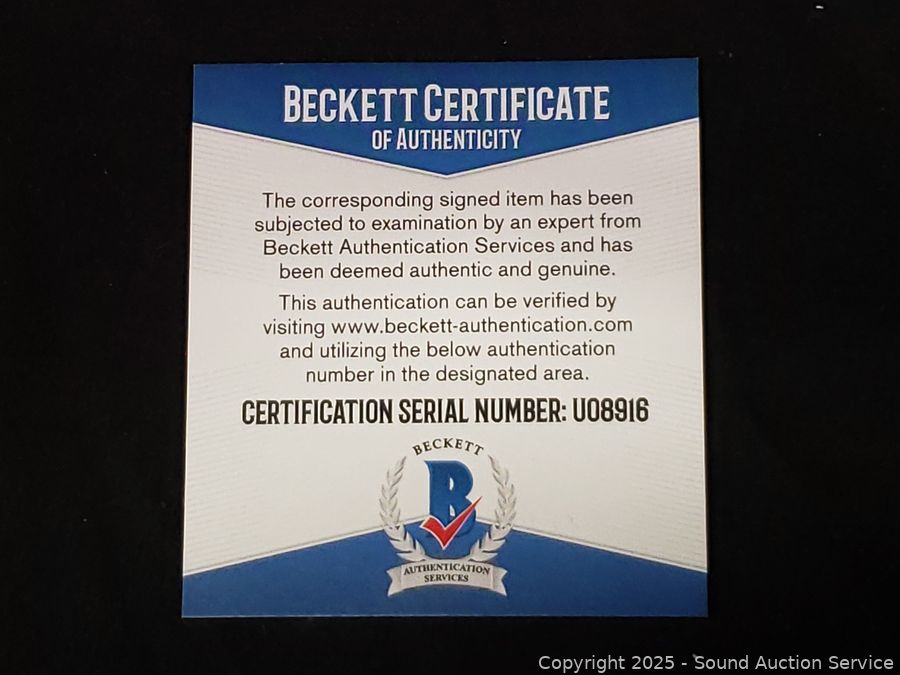 BECKETT CERTIFICATE
OF AUTHENTICITY
The corresponding signed item has been
subjected to examination by an expert from
Beckett Authentication Services and has
been deemed authentic and genuine.
This authentication can be verified by
visiting www.beckett-authentication.com
and utilizing the below authentication
number in the designated area.
CERTIFICATION SERIAL NUMBER: U08916
BECKETT
B
AUTHENTICATION
SERVICES
Copyright 2025 - Sound Auction Service